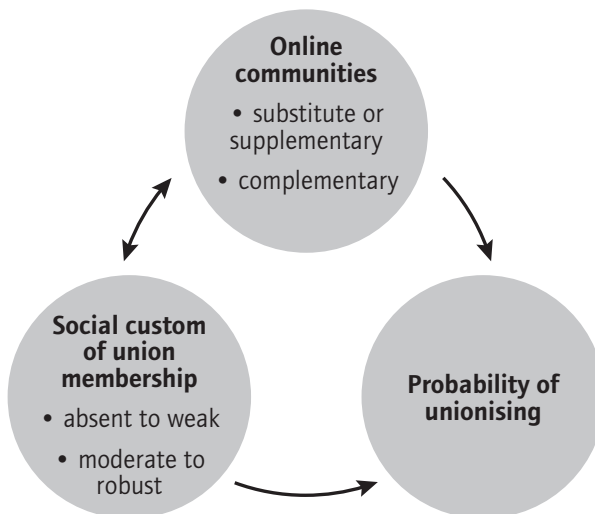 Online
communities
• substitute or
supplementary
• complementary
Social custom
of union
membership
• absent to weak
• moderate to
robust
Probability of
unionising